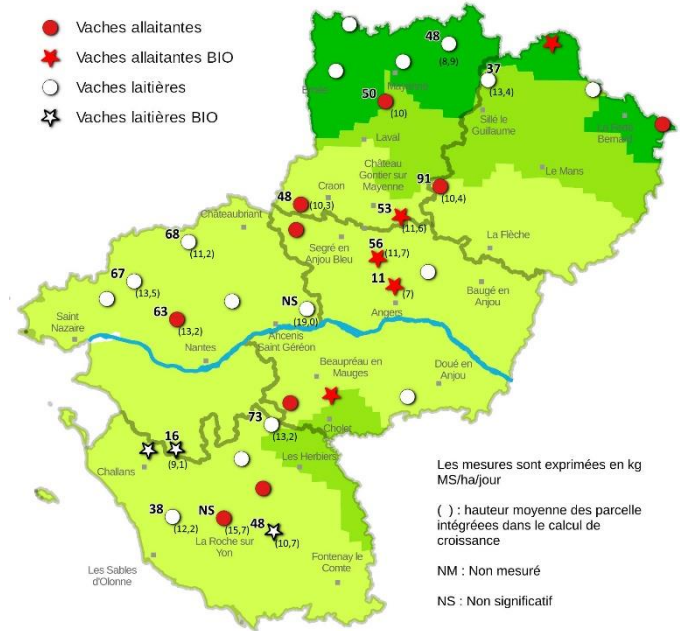 Vaches allaitantes
Vaches allaitantes BIO
Vaches laitières
Vaches laitières BIO
48
(8,9)
37
(13,4)
50
(10)
Sillé le
Guillaume
Bernard
Laval
Le Mans
Château
Gontier sur
Mayenne
Craon
91
(10,4)
48
(10,3)
53
(11,6)
Châteaubriant
La Flèche
68
(11,2)
Segré en
Anjou Bleu
56
(11,7)
11
(7)
67
(13,5)
Baugé en
Anjou
Angers
NS
(19,0)
63
(13,2)
Saint
Nazaire
Ancenis
Saint Géréon
Nantes
Beaupréau en
Mauges
Doué en
Anjou
Cholet
73
(13,2)
16
(9,1)
Challans
Les Herbiers
38
(12,2)
NS
(15,7)
48
(10,7)
La Roche sur
Yon
Les Sables
d'Olonne
Fontenay le
Comte
Les mesures sont exprimées en kg
MS/ha/jour
( ) : hauteur moyenne des parcelle
intégréees dans le calcul de
croissance
NM : Non mesuré
NS : Non significatif